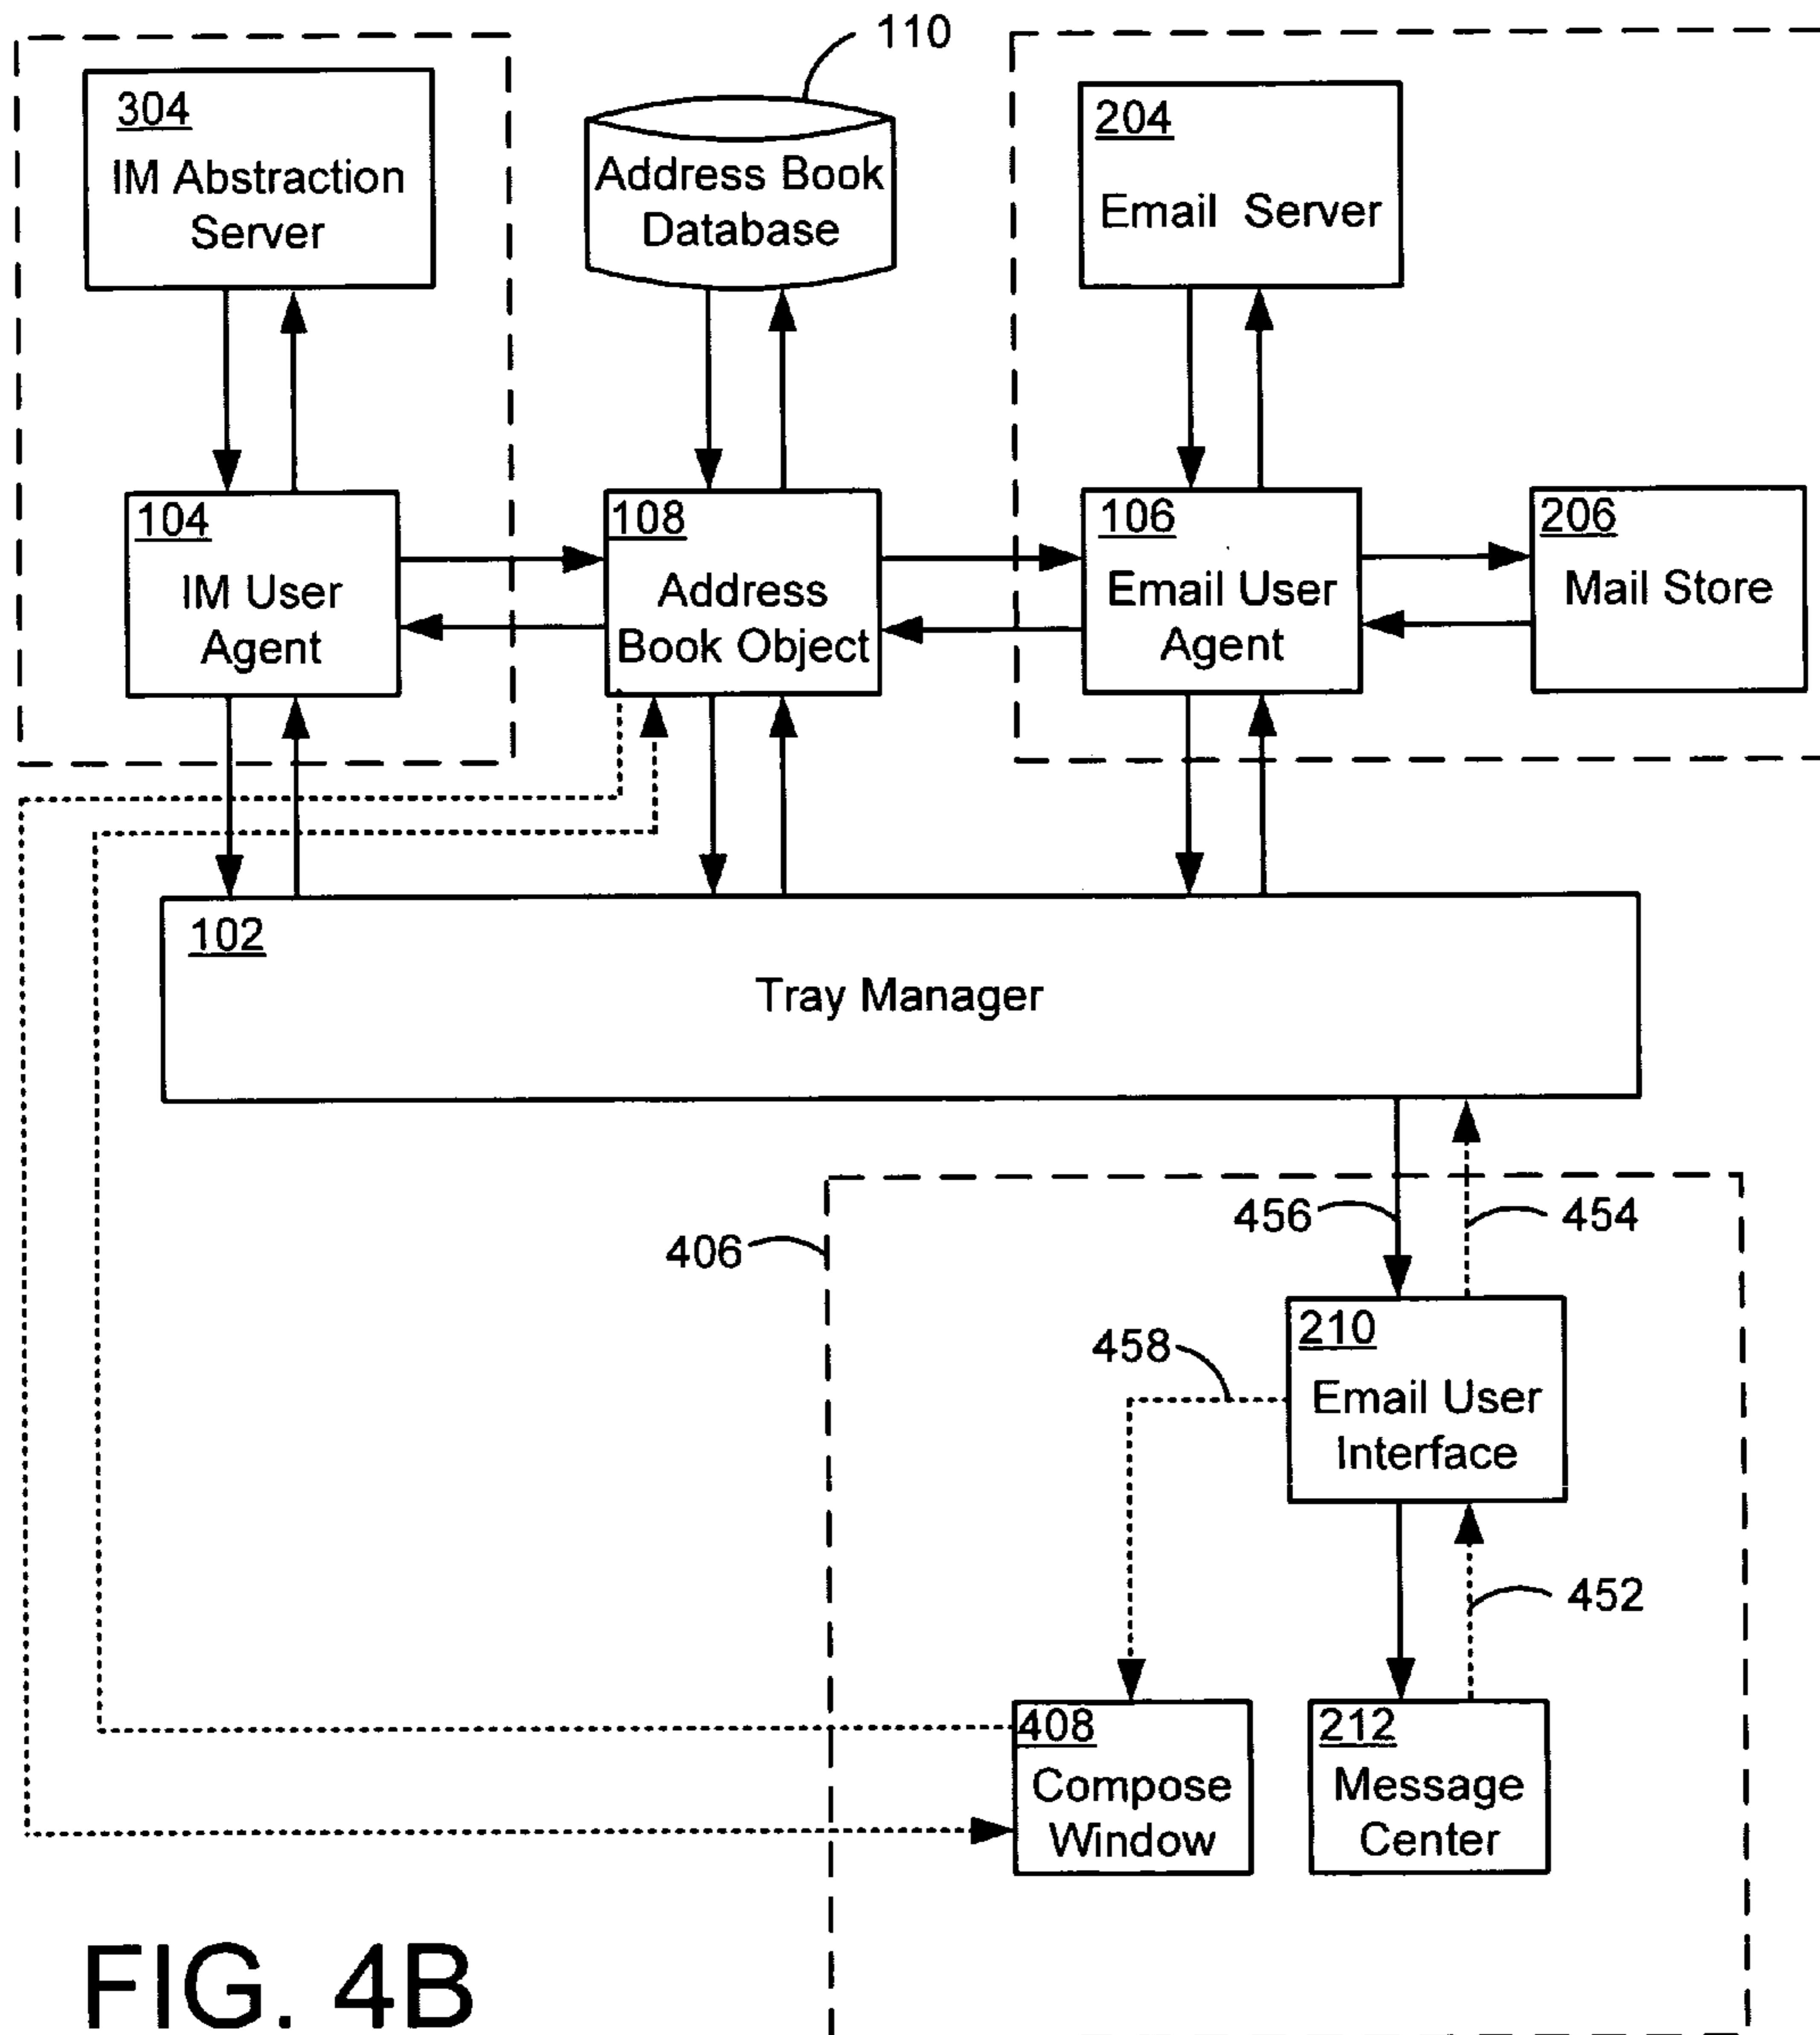 110
304
IM Abstraction
Server
Address Book
Database
204
Email Server
104
IM User
Agent
108
Address
Book Object
106
Email User
Agent
206
Mail Store
102
Tray Manager
456
454
406
210
Email User
Interface
458
452
408
Compose
Window
212
Message
Center
FIG. 4B